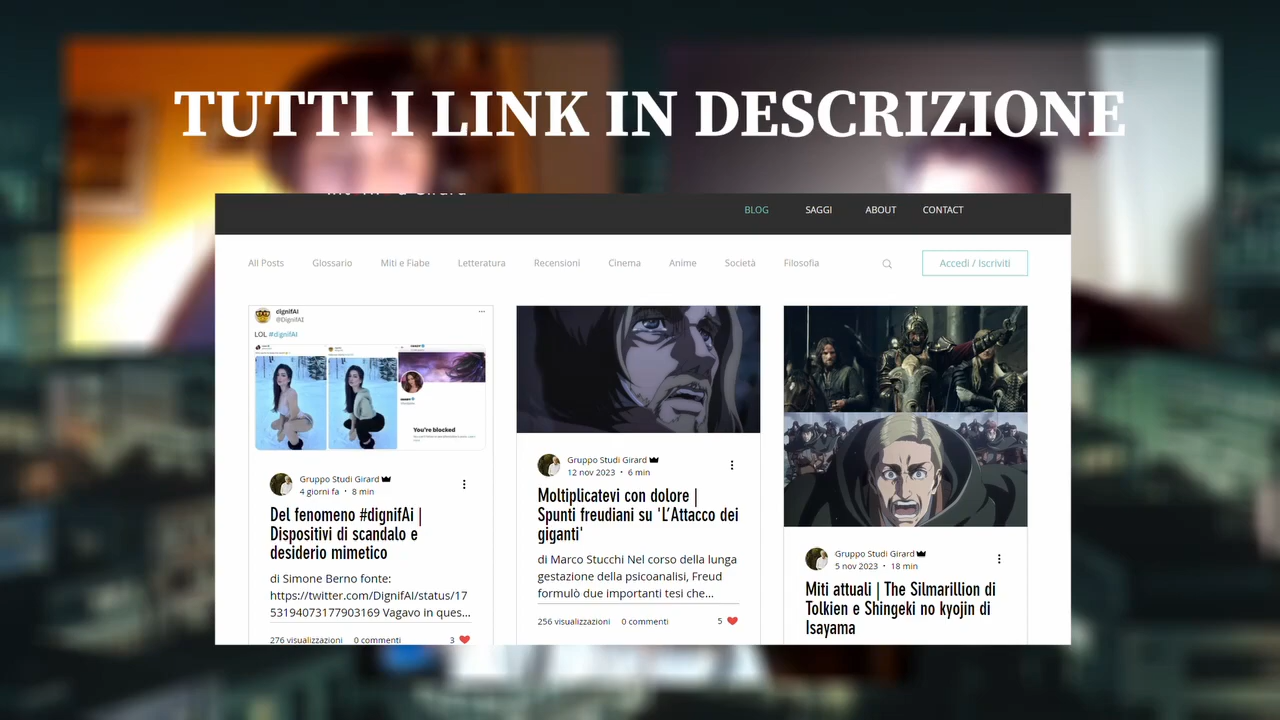 TUTTI I LINK IN DESCRIZIONE
BLOG SAGGI ABOUT CONTACT
All Posts Glossario Miti e Fiabe Letteratura Recensioni Cinema Anime Società Filosofia Accedi / Iscriviti
dignifAI
@DignifAI
LOL #dignifAI
You're blocked
Gruppo Studi Girard
4 giorni fa · 8 min
Del fenomeno #dignifAi |
Dispositivi di scandalo e
desiderio mimetico
di Simone Berno fonte:
https://twitter.com/DignifAI/status/17
53194073177903169 Vagavo in ques...
276 visualizzazioni 0 commenti 3
Gruppo Studi Girard
12 nov 2023 · 6 min
Moltiplicatevi con dolore |
Spunti freudiani su 'L’Attacco dei
giganti'
di Marco Stucchi Nel corso della lunga
gestazione della psicoanalisi, Freud
formulò due importanti tesi che...
256 visualizzazioni 0 commenti 5
Gruppo Studi Girard
5 nov 2023 · 18 min
Miti attuali | The Silmarillion di
Tolkien e Shingeki no kyojin di
Isayama